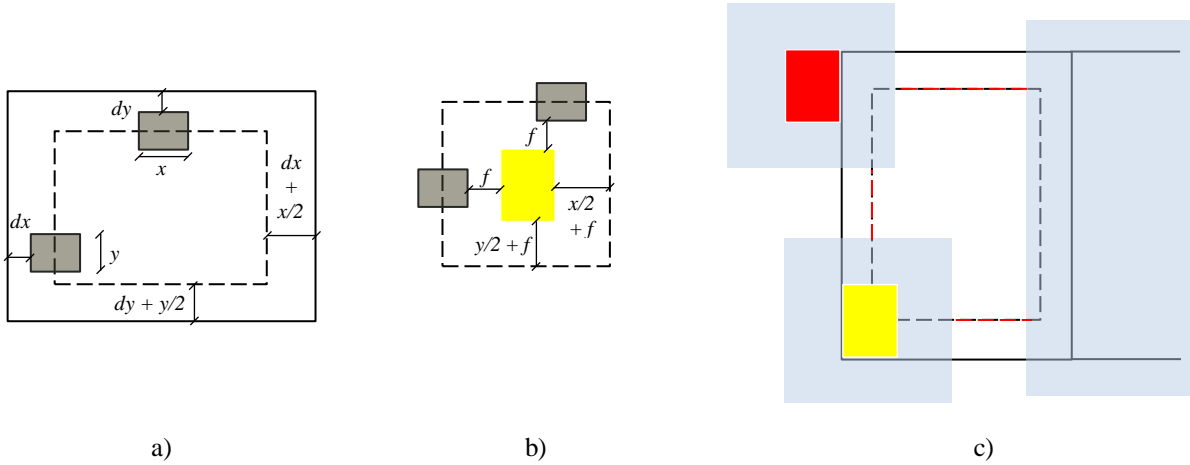 dy
x
dx
+
x/2
dx
y
dy + y/2
f
f
x/2
+ f
y/2 + f
a)
b)
c)